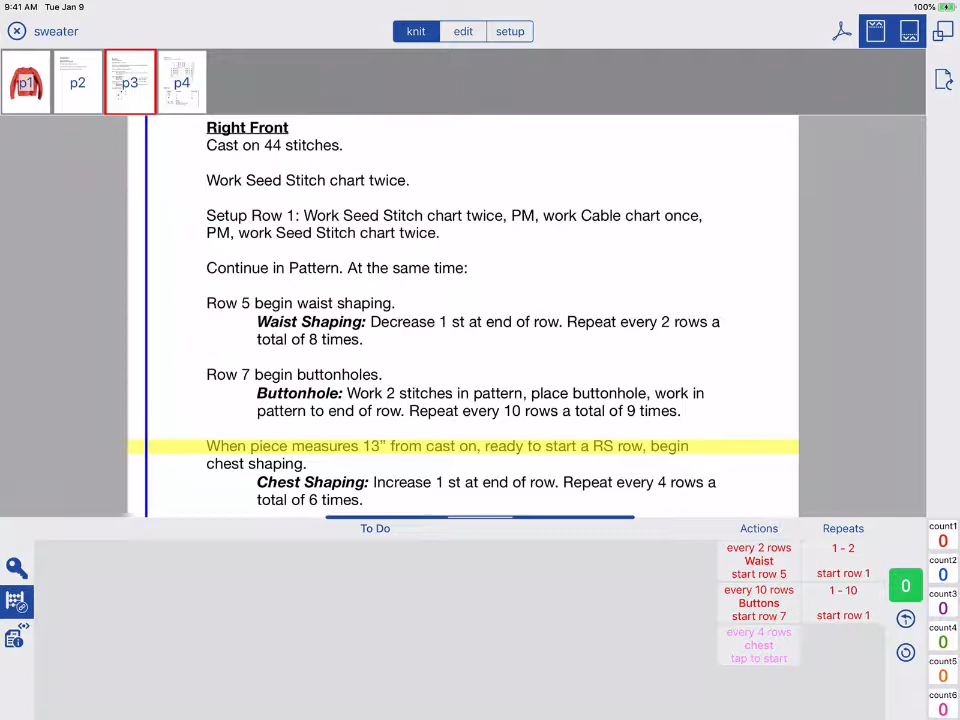 9:41 AM Tue Jan 9
100%
sweater
knit edit setup
p1 p2 p3 p4
Right Front
Cast on 44 stitches.
Work Seed Stitch chart twice.
Setup Row 1: Work Seed Stitch chart twice, PM, work Cable chart once,
PM, work Seed Stitch chart twice.
Continue in Pattern. At the same time:
Row 5 begin waist shaping.
Waist Shaping: Decrease 1 st at end of row. Repeat every 2 rows a
total of 8 times.
Row 7 begin buttonholes.
Buttonhole: Work 2 stitches in pattern, place buttonhole, work in
pattern to end of row. Repeat every 10 rows a total of 9 times.
When piece measures 13” from cast on, ready to start a RS row, begin
chest shaping.
Chest Shaping: Increase 1 st at end of row. Repeat every 4 rows a
total of 6 times.
To Do
Actions
every 2 rows
Waist
start row 5
every 10 rows
Buttons
start row 7
every 4 rows
chest
tap to start
Repeats
1 - 2
start row 1
1 - 10
start row 1
0
1
count1
0
count2
0
count3
0
count4
0
count5
0
count6
0